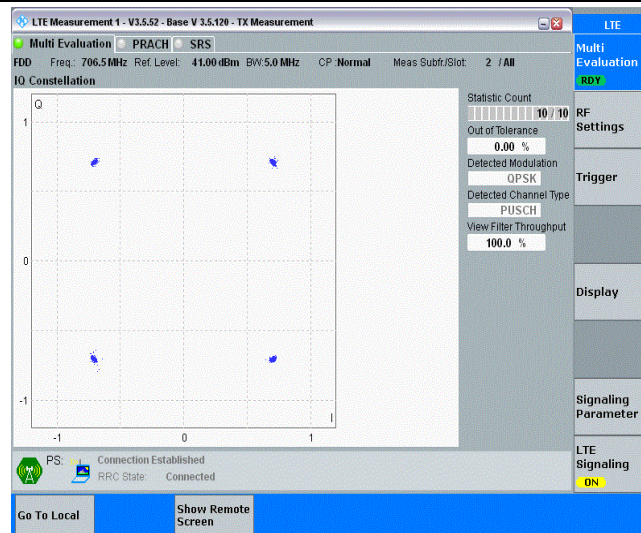 LTE Measurement 1 - V3.5.52 - Base V 3.5.120 - TX Measurement
LTE
Multi Evaluation PRACH SRS
Multi
Evaluation
RDY
FDD Freq.: 706.5 MHz Ref. Level: 41.00 dBm BW:5.0 MHz CP :Normal Meas Subfr./Slot: 2 / All
IQ Constellation
Q
1
0
-1
-1 0 1
I
Statistic Count
10 / 10
Out of Tolerance
0.00 %
Detected Modulation
QPSK
Detected Channel Type
PUSCH
View Filter Throughput
100.0 %
RF
Settings
Trigger
Display
Signaling
Parameter
LTE
Signaling
ON
PS: Connection Established
RRC State: Connected
Go To Local
Show Remote
Screen